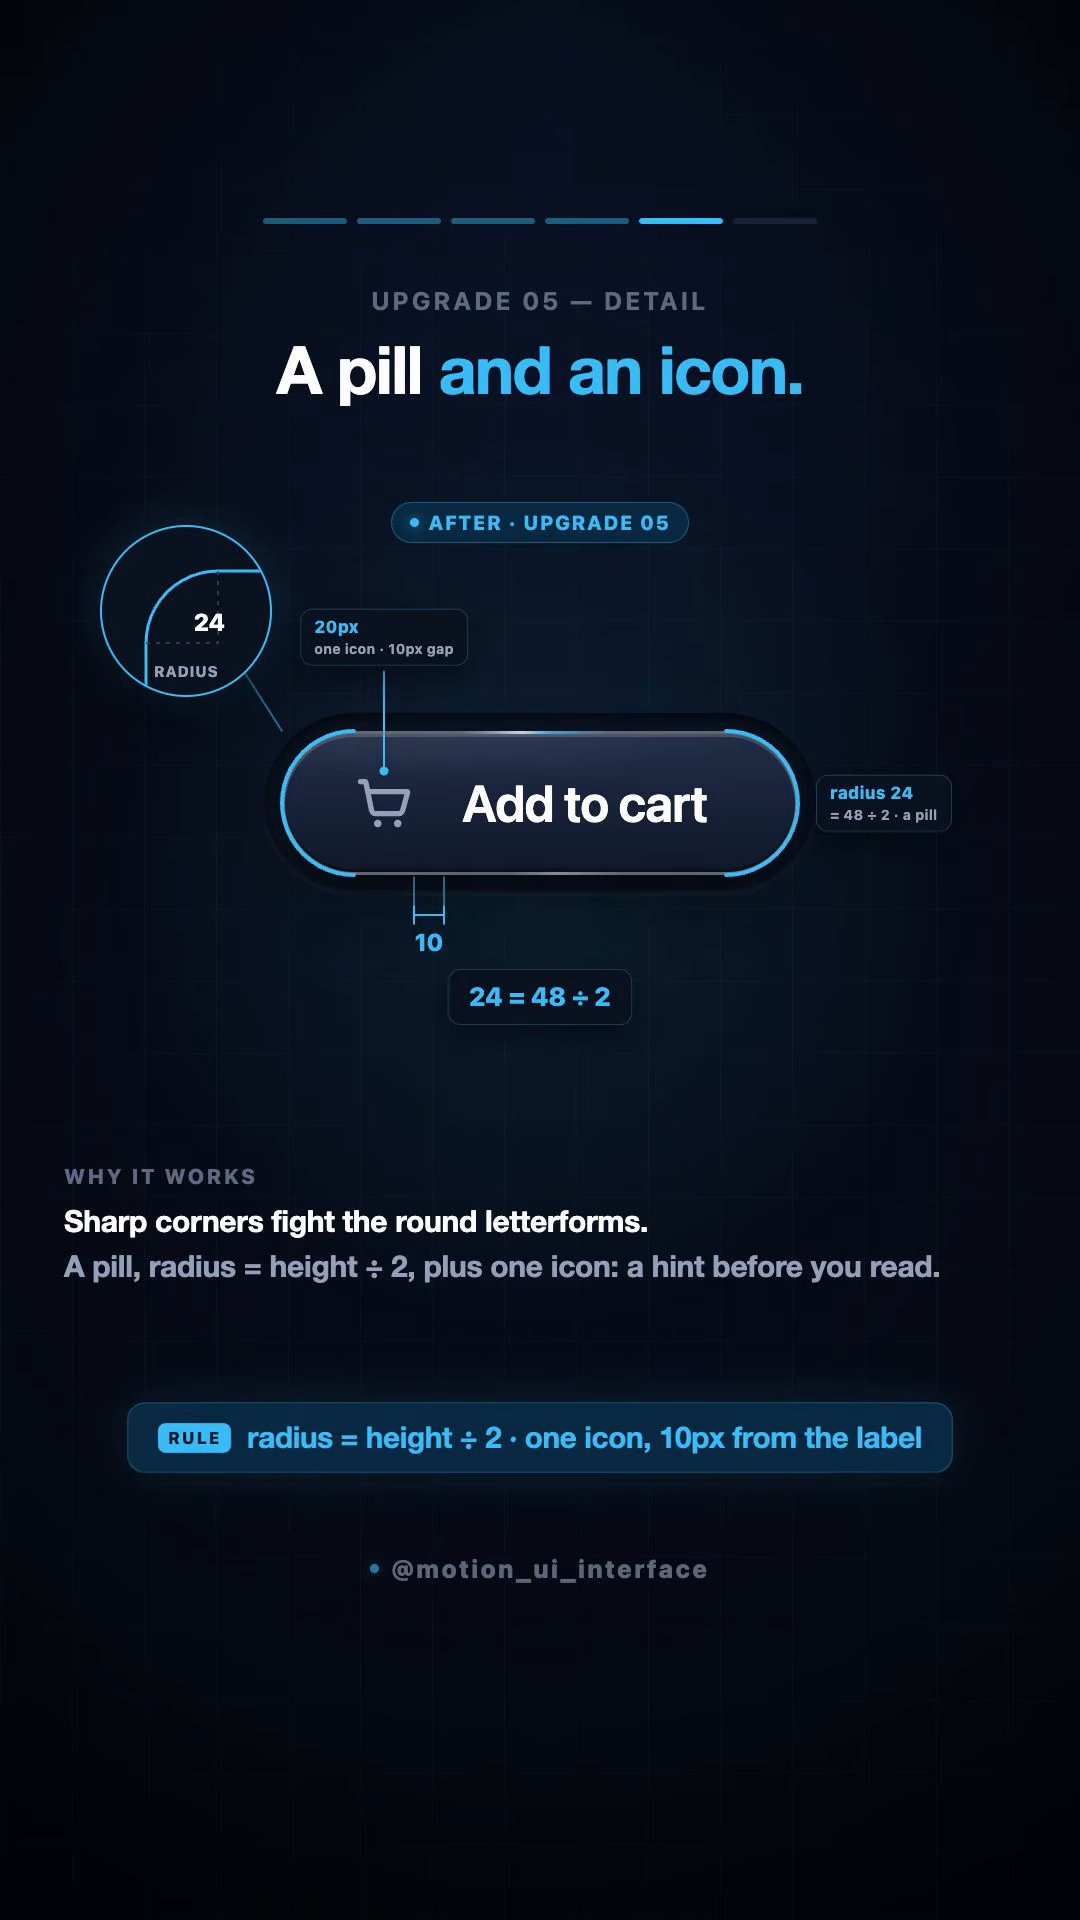 UPGRADE 05 — DETAIL
A pill and an icon.
AFTER · UPGRADE 05
24
RADIUS
20px
one icon · 10px gap
Add to cart
radius 24
= 48 ÷ 2 · a pill
10
24 = 48 ÷ 2
WHY IT WORKS
Sharp corners fight the round letterforms.
A pill, radius = height ÷ 2, plus one icon: a hint before you read.
RULE radius = height ÷ 2 · one icon, 10px from the label
@motion_ui_interface